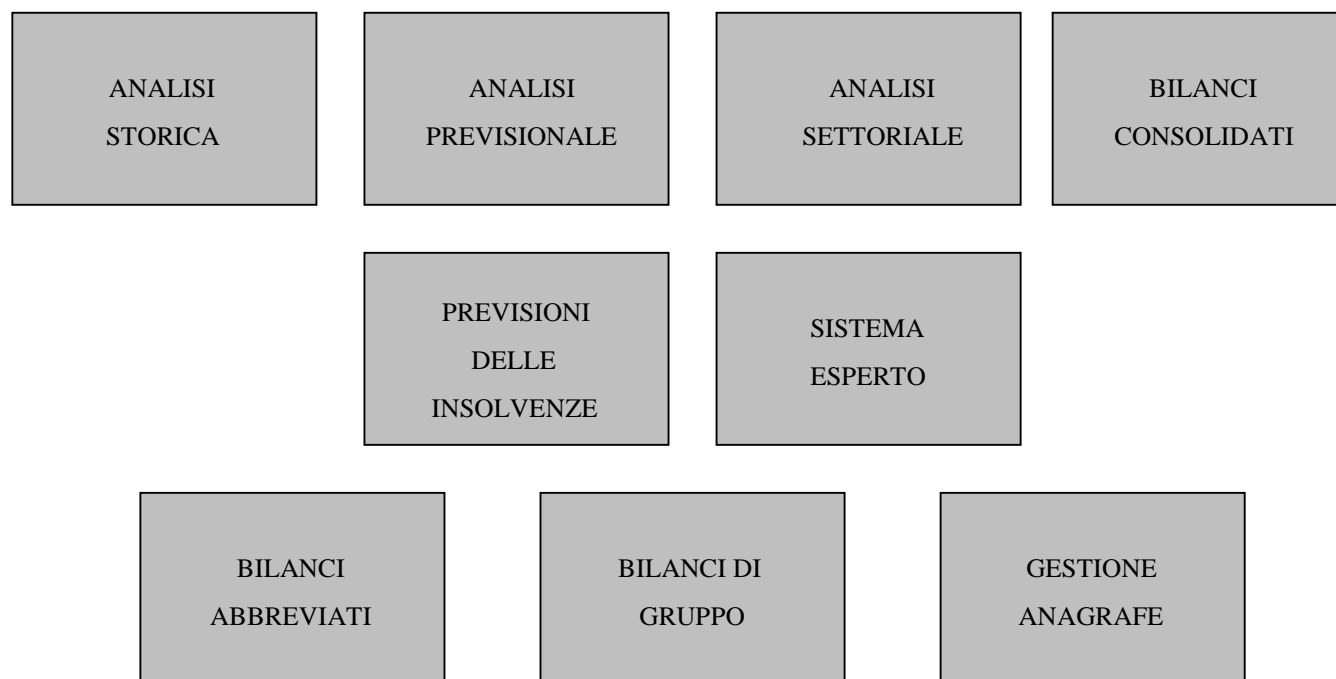 ANALISI
STORICA
ANALISI
PREVISIONALE
ANALISI
SETTORIALE
BILANCI
CONSOLIDATI
PREVISIONI
DELLE
INSOLVENZE
SISTEMA
ESPERTO
BILANCI
ABBREVIATI
BILANCI DI
GRUPPO
GESTIONE
ANAGRAFE